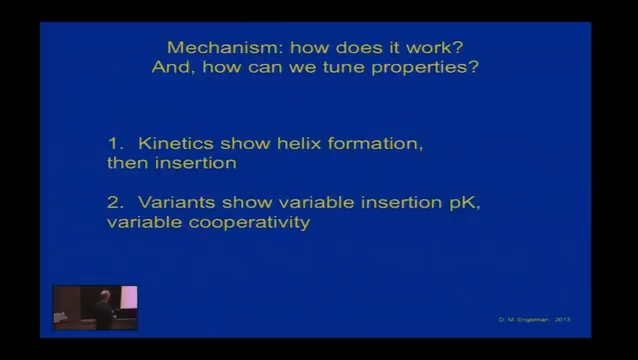 Mechanism: how does it work?
And, how can we tune properties?
1. Kinetics show helix formation,
then insertion
2. Variants show variable insertion pK,
variable cooperativity
D. M. Engelman 2013